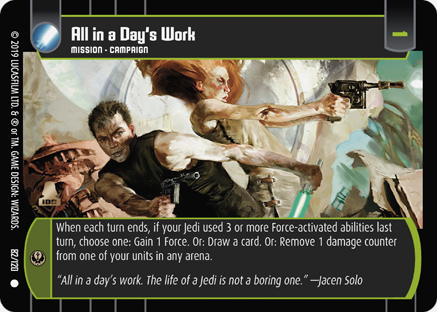 All in a Day's Work
MISSION - CAMPAIGN
© 2019 LUCASFILM LTD. & ® or TM. GAME DESIGN: WIZARDS.
82/120
When each turn ends, if your Jedi used 3 or more Force-activated abilities last
turn, choose one: Gain 1 Force. Or: Draw a card. Or: Remove 1 damage counter
from one of your units in any arena.
"All in a day's work. The life of a Jedi is not a boring one." —Jacen Solo